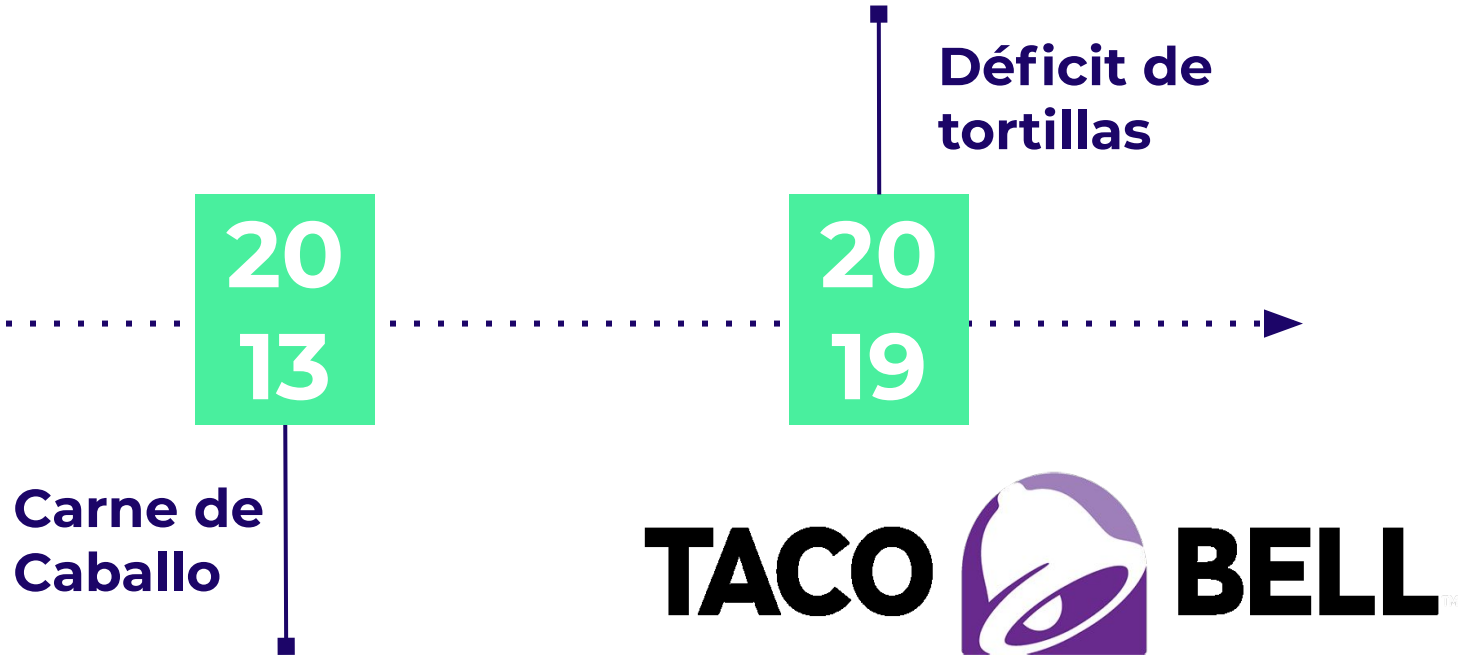 Déficit de
tortillas
20
13
20
19
Carne de
Caballo
TACO BELL